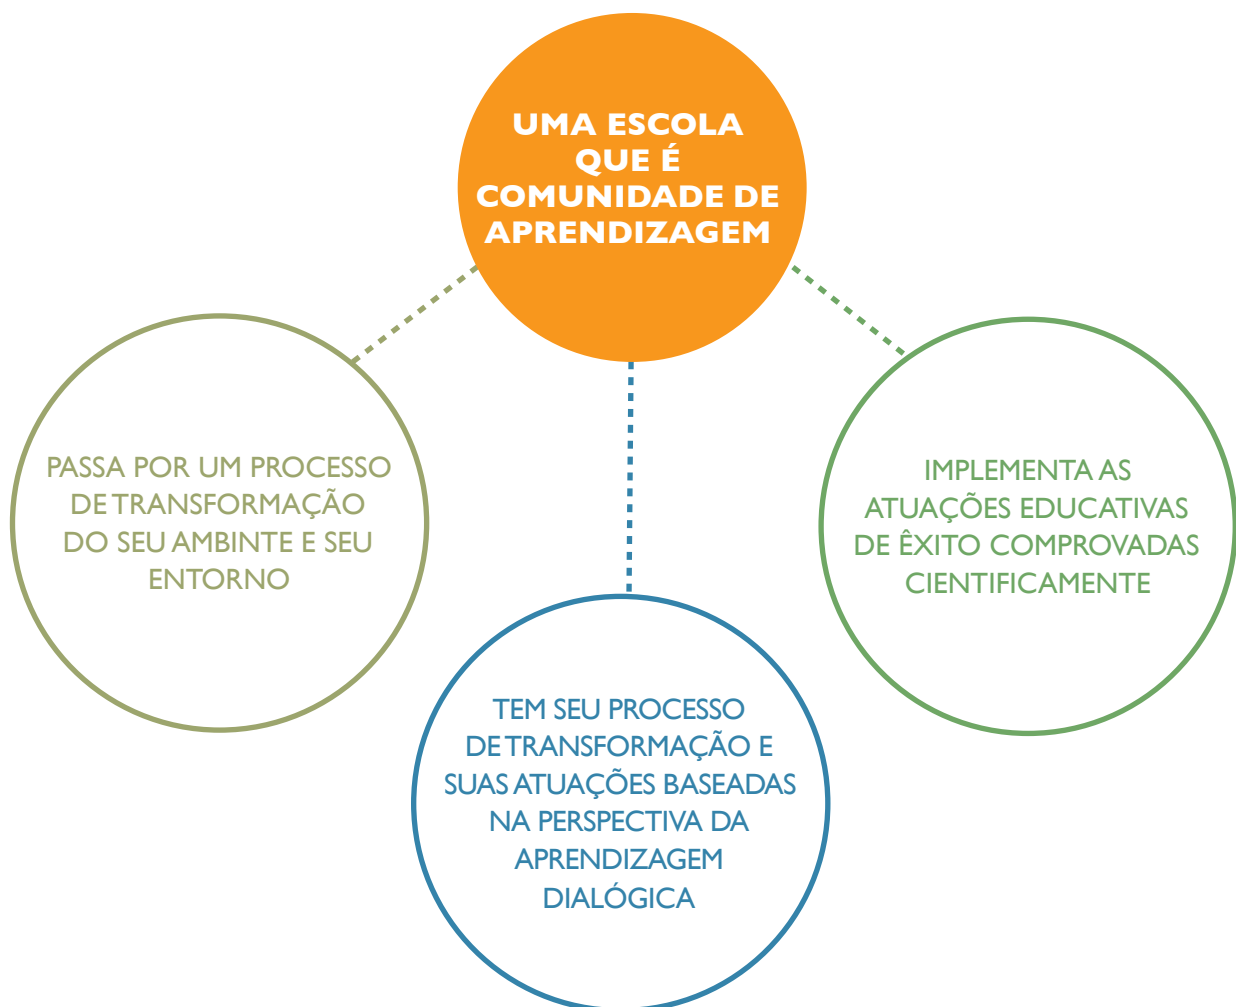 UMA ESCOLA
QUE É
COMUNIDADE DE
APRENDIZAGEM
PASSA POR UM PROCESSO
DE TRANSFORMAÇÃO
DO SEU AMBINTE E SEU
ENTORNO
TEM SEU PROCESSO
DE TRANSFORMAÇÃO E
SUAS ATUAÇÕES BASEADAS
NA PERSPECTIVA DA
APRENDIZAGEM
DIALÓGICA
IMPLEMENTA AS
ATUAÇÕES EDUCATIVAS
DE ÊXITO COMPROVADAS
CIENTIFICAMENTE